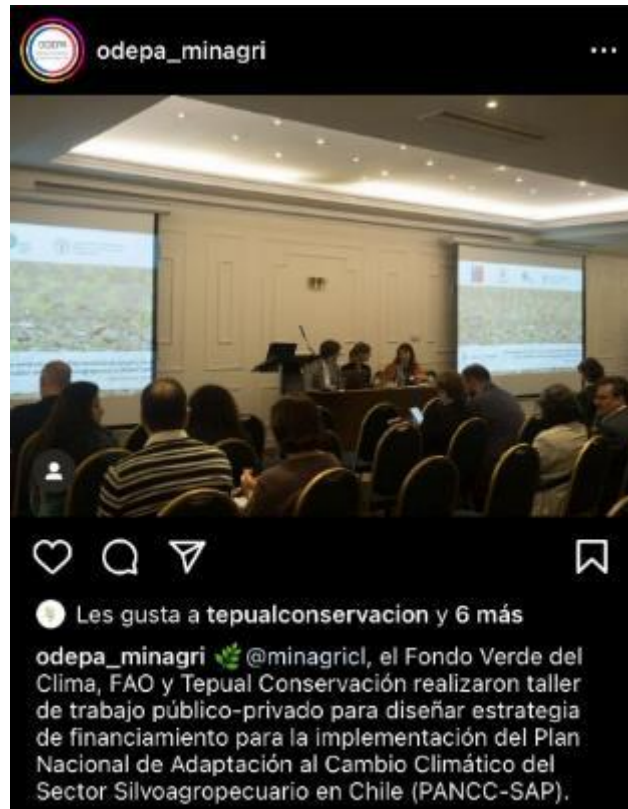 ODEPA
odepa_minagri
Les gusta a tepualconservacion y 6 más
odepa_minagri 🌿 @minagricl, el Fondo Verde del
Clima, FAO y Tepual Conservación realizaron taller
de trabajo público-privado para diseñar estrategia
de financiamiento para la implementación del Plan
Nacional de Adaptación al Cambio Climático del
Sector Silvoagropecuario en Chile (PANCC-SAP).